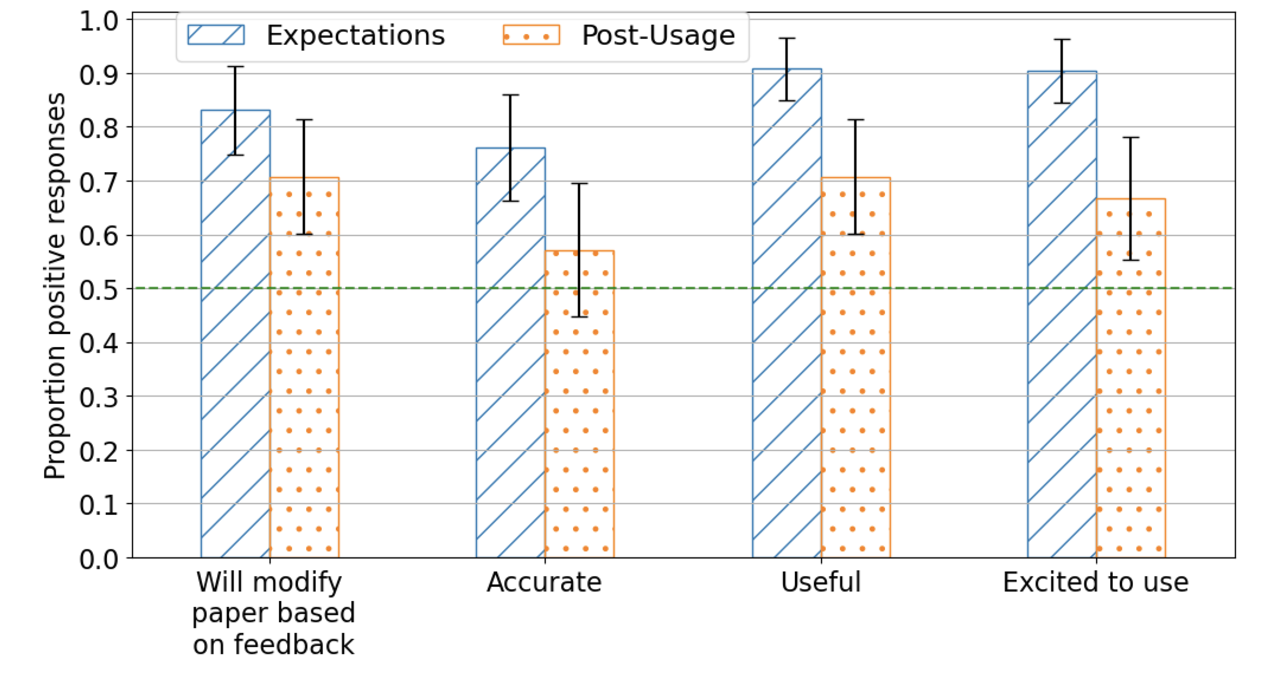 Proportion positive responses
1.0
0.9
0.8
0.7
0.6
0.5
0.4
0.3
0.2
0.1
0.0
Expectations
Post-Usage
Will modify
paper based
on feedback
Accurate
Useful
Excited to use